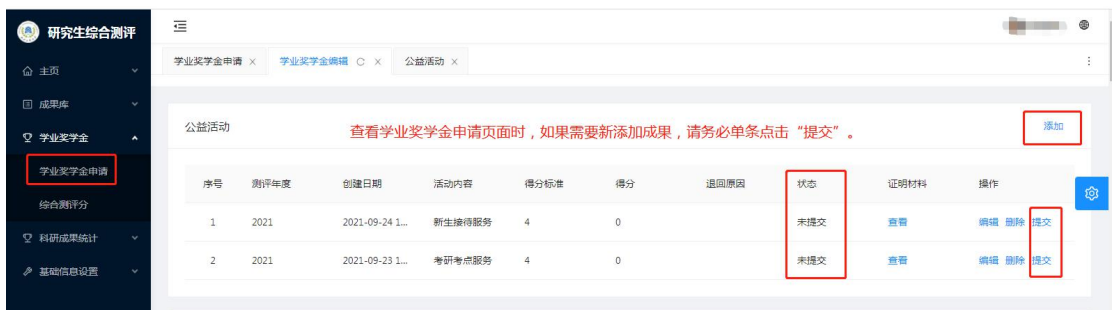 研究生综合测评
主页
成果库
学业奖学金
学业奖学金申请
综合测评分
科研成果统计
基础信息设置
学业奖学金申请 × 学业奖学金编辑 × 公益活动 ×
公益活动
查看学业奖学金申请页面时，如果需要新添加成果，请务必单条点击“提交”。
添加
序号 测评年度 创建日期 活动内容 得分标准 得分 退回原因 状态 证明材料 操作
1 2021 2021-09-24 1... 新生接待服务 4 0 未提交 查看 编辑 删除 提交
2 2021 2021-09-23 1... 考研考点服务 4 0 未提交 查看 编辑 删除 提交